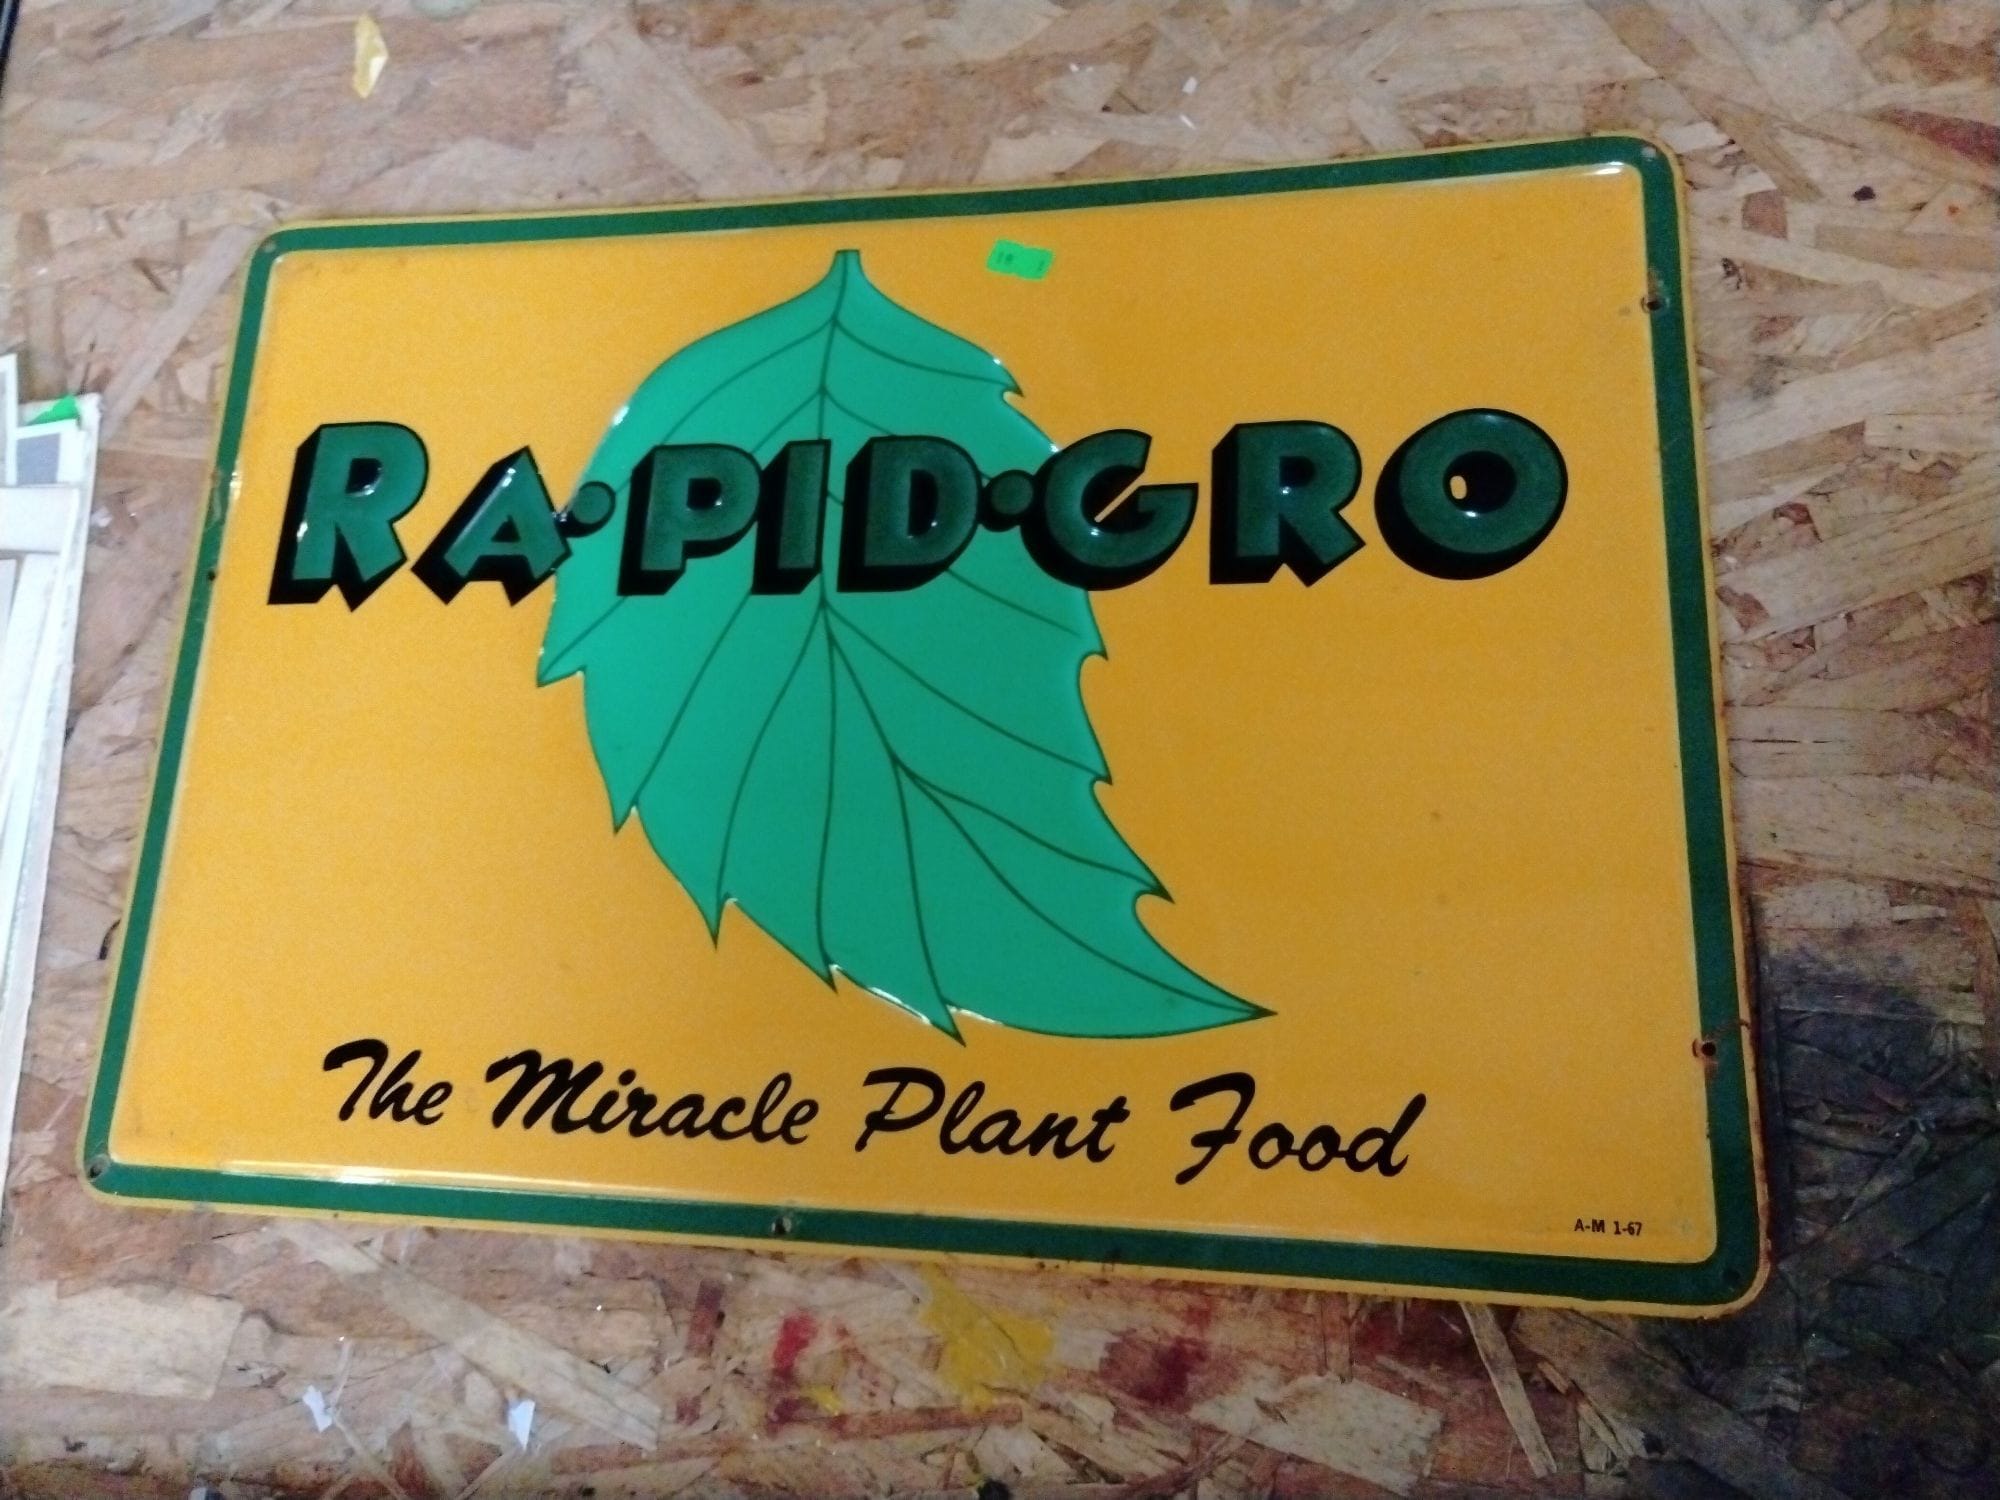 RA·PID·GRO
The Miracle Plant Food
A-M 1-67